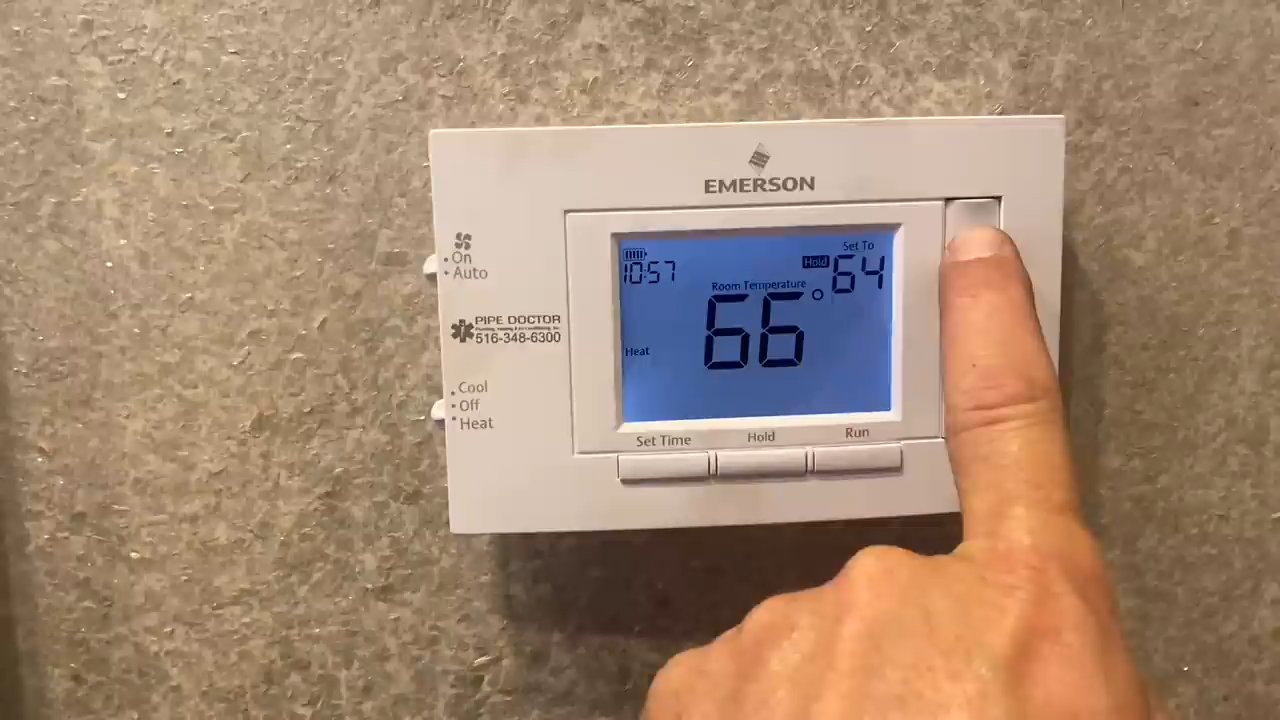 EMERSON
On
Auto
PIPE DOCTOR
516-348-6300
Cool
Off
Heat
10:57
Hold
Set To
64
Room Temperature
66°
Heat
Set Time
Hold
Run